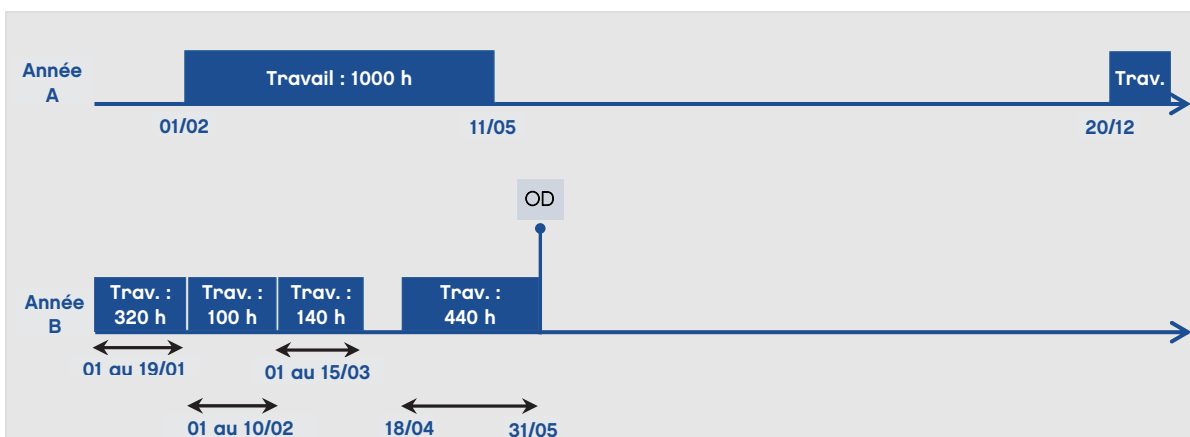 Année
A
Travail : 1000 h
Trav.
01/02
11/05
20/12
OD
Année
B
Trav. :
320 h
Trav. :
100 h
Trav. :
140 h
Trav. :
440 h
01 au 19/01
01 au 15/03
01 au 10/02
18/04
31/05